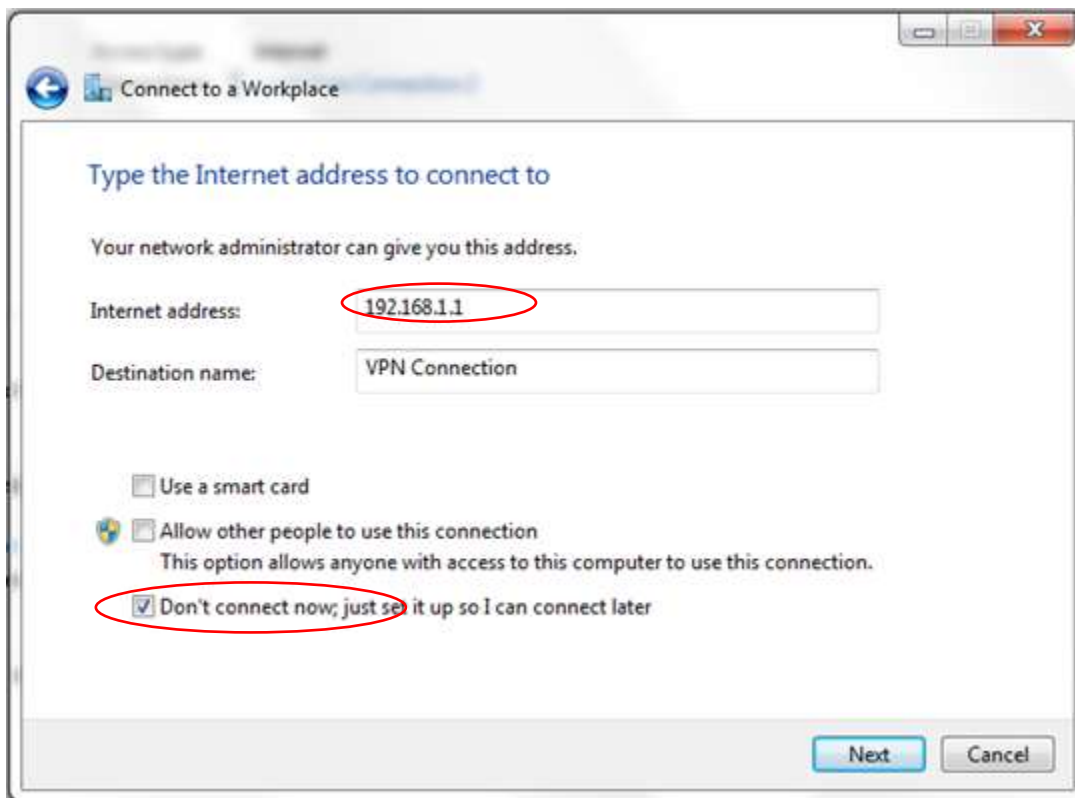 Connect to a Workplace
Type the Internet address to connect to
Your network administrator can give you this address.
Internet address:
192.168.1.1
Destination name:
VPN Connection
Use a smart card
Allow other people to use this connection
This option allows anyone with access to this computer to use this connection.
Don't connect now; just set it up so I can connect later
Next
Cancel